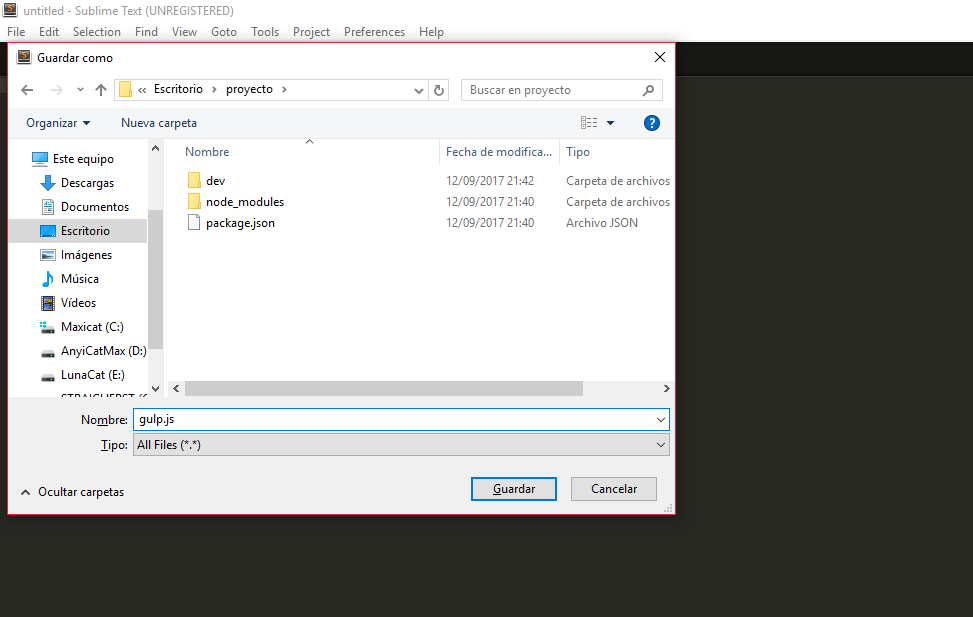 untitled - Sublime Text (UNREGISTERED)
File Edit Selection Find View Goto Tools Project Preferences Help
Guardar como
« Escritorio > proyecto >
Buscar en proyecto
Organizar
Nueva carpeta
?
Nombre
Fecha de modifica...
Tipo
Este equipo
Descargas
Documentos
Escritorio
Imágenes
Música
Vídeos
Maxicat (C:)
AnyiCatMax (D:)
LunaCat (E:)
dev 12/09/2017 21:42 Carpeta de archivos
node_modules 12/09/2017 21:40 Carpeta de archivos
package.json 12/09/2017 21:40 Archivo JSON
Nombre: gulp.js
Tipo: All Files (*.*)
Ocultar carpetas
Guardar
Cancelar